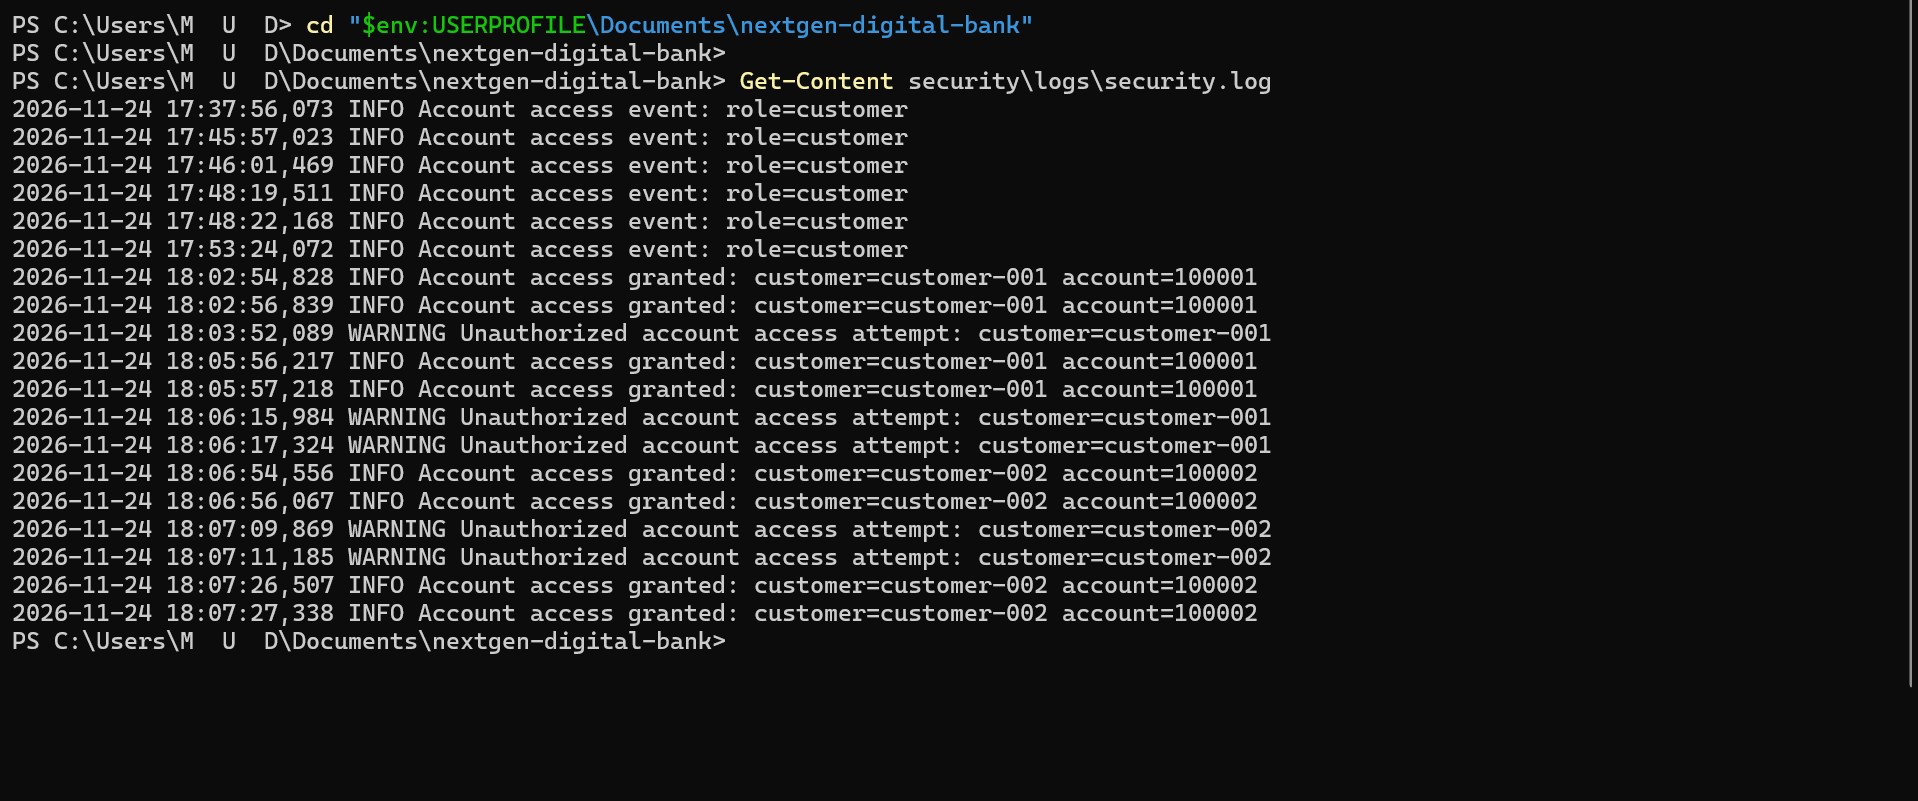 PS C:\Users\M  U  D> cd "$env:USERPROFILE\Documents\nextgen-digital-bank"
PS C:\Users\M  U  D\Documents\nextgen-digital-bank>
PS C:\Users\M  U  D\Documents\nextgen-digital-bank> Get-Content security\logs\security.log
2026-11-24 17:37:56,073 INFO Account access event: role=customer
2026-11-24 17:45:57,023 INFO Account access event: role=customer
2026-11-24 17:46:01,469 INFO Account access event: role=customer
2026-11-24 17:48:19,511 INFO Account access event: role=customer
2026-11-24 17:48:22,168 INFO Account access event: role=customer
2026-11-24 17:53:24,072 INFO Account access event: role=customer
2026-11-24 18:02:54,828 INFO Account access granted: customer=customer-001 account=100001
2026-11-24 18:02:56,839 INFO Account access granted: customer=customer-001 account=100001
2026-11-24 18:03:52,089 WARNING Unauthorized account access attempt: customer=customer-001
2026-11-24 18:05:56,217 INFO Account access granted: customer=customer-001 account=100001
2026-11-24 18:05:57,218 INFO Account access granted: customer=customer-001 account=100001
2026-11-24 18:06:15,984 WARNING Unauthorized account access attempt: customer=customer-001
2026-11-24 18:06:17,324 WARNING Unauthorized account access attempt: customer=customer-001
2026-11-24 18:06:54,556 INFO Account access granted: customer=customer-002 account=100002
2026-11-24 18:06:56,067 INFO Account access granted: customer=customer-002 account=100002
2026-11-24 18:07:09,869 WARNING Unauthorized account access attempt: customer=customer-002
2026-11-24 18:07:11,185 WARNING Unauthorized account access attempt: customer=customer-002
2026-11-24 18:07:26,507 INFO Account access granted: customer=customer-002 account=100002
2026-11-24 18:07:27,338 INFO Account access granted: customer=customer-002 account=100002
PS C:\Users\M  U  D\Documents\nextgen-digital-bank>